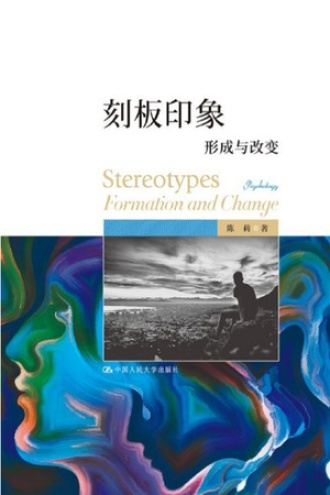 刻板印象
形成与改变
Stereotypes
Psychology
Formation and Change
陈莉 著
中国人民大学出版社